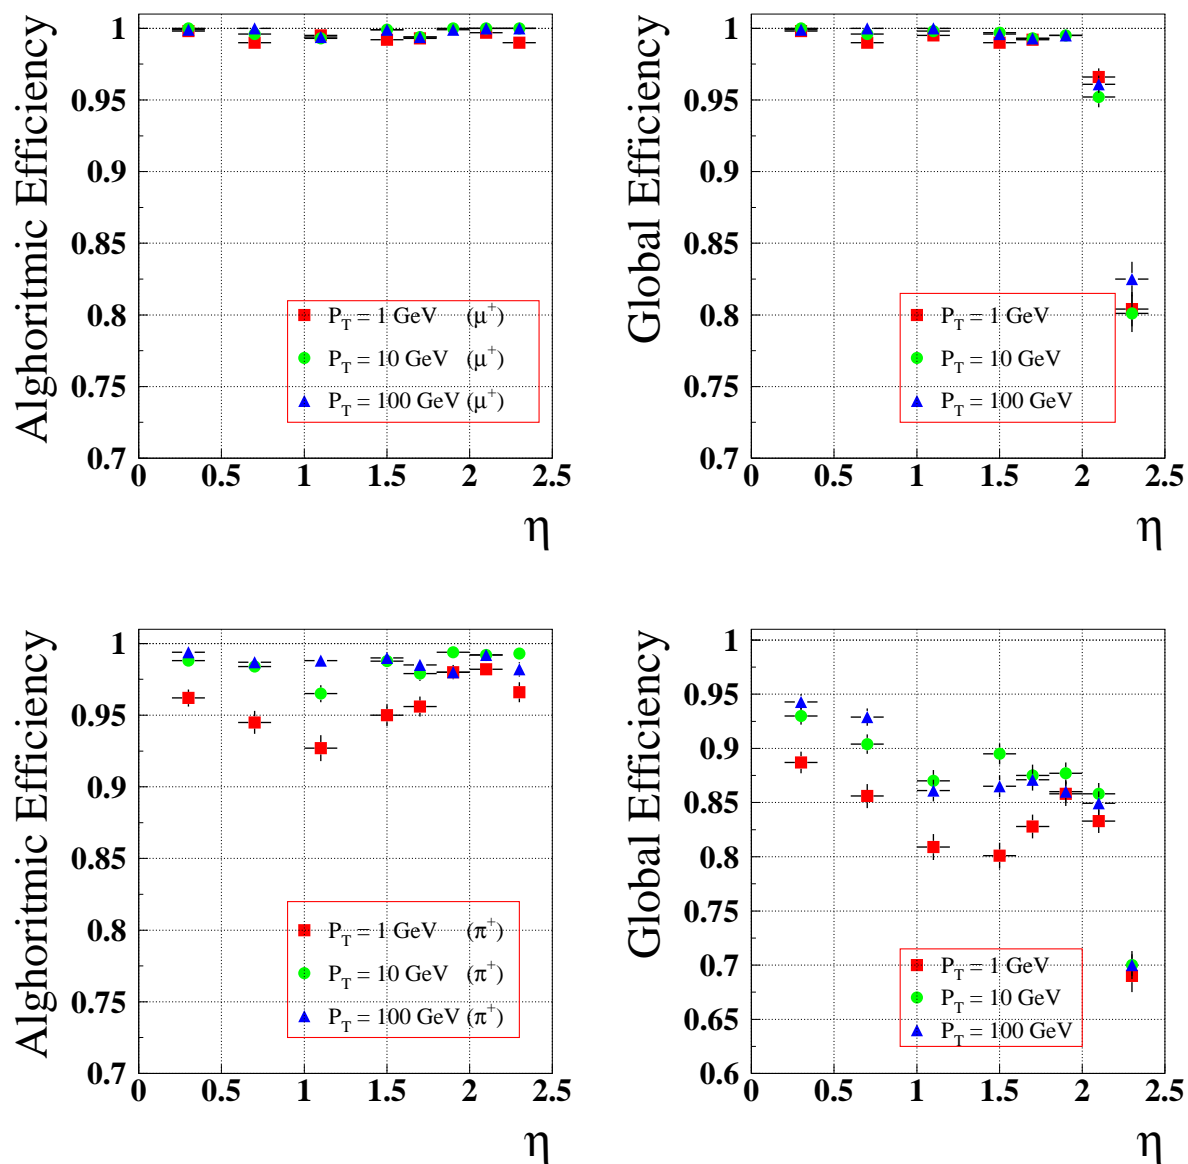 Alghoritmic Efficiency
1
0.95
0.9
0.85
0.8
0.75
0.7
P_T = 1 GeV (μ⁺)
P_T = 10 GeV (μ⁺)
P_T = 100 GeV (μ⁺)
0 0.5 1 1.5 2 2.5
η
Global Efficiency
1
0.95
0.9
0.85
0.8
0.75
0.7
P_T = 1 GeV
P_T = 10 GeV
P_T = 100 GeV
0 0.5 1 1.5 2 2.5
η
Alghoritmic Efficiency
1
0.95
0.9
0.85
0.8
0.75
0.7
P_T = 1 GeV (π⁺)
P_T = 10 GeV (π⁺)
P_T = 100 GeV (π⁺)
0 0.5 1 1.5 2 2.5
η
Global Efficiency
1
0.95
0.9
0.85
0.8
0.75
0.7
0.65
0.6
P_T = 1 GeV
P_T = 10 GeV
P_T = 100 GeV
0 0.5 1 1.5 2 2.5
η